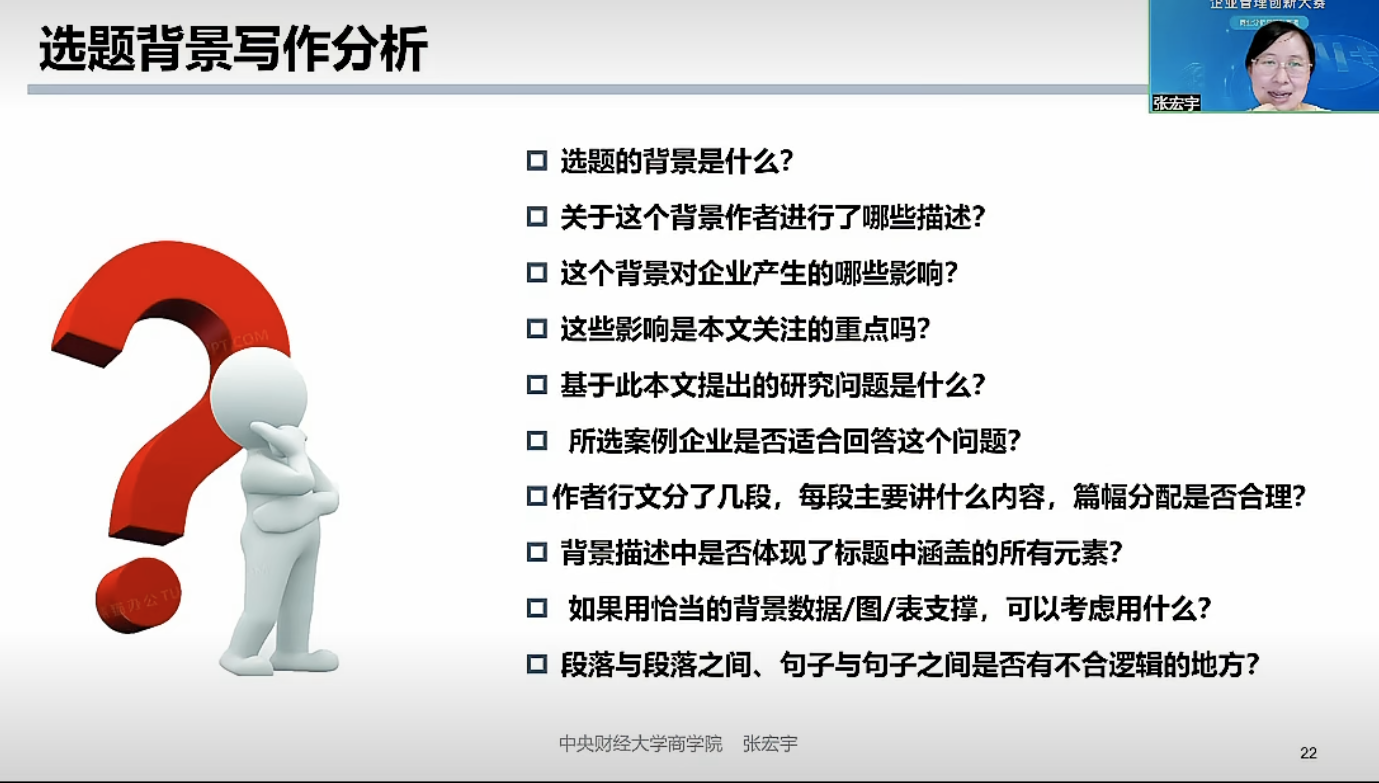 选题背景写作分析
企业管理创新大赛
张宏宇
选题的背景是什么？
关于这个背景作者进行了哪些描述？
这个背景对企业产生的哪些影响？
这些影响是本文关注的重点吗？
基于此本文提出的研究问题是什么？
所选案例企业是否适合回答这个问题？
作者行文分了几段，每段主要讲什么内容，篇幅分配是否合理？
背景描述中是否体现了标题中涵盖的所有元素？
如果用恰当的背景数据/图/表支撑，可以考虑用什么？
段落与段落之间、句子与句子之间是否有不合逻辑的地方？
中央财经大学商学院 张宏宇
22